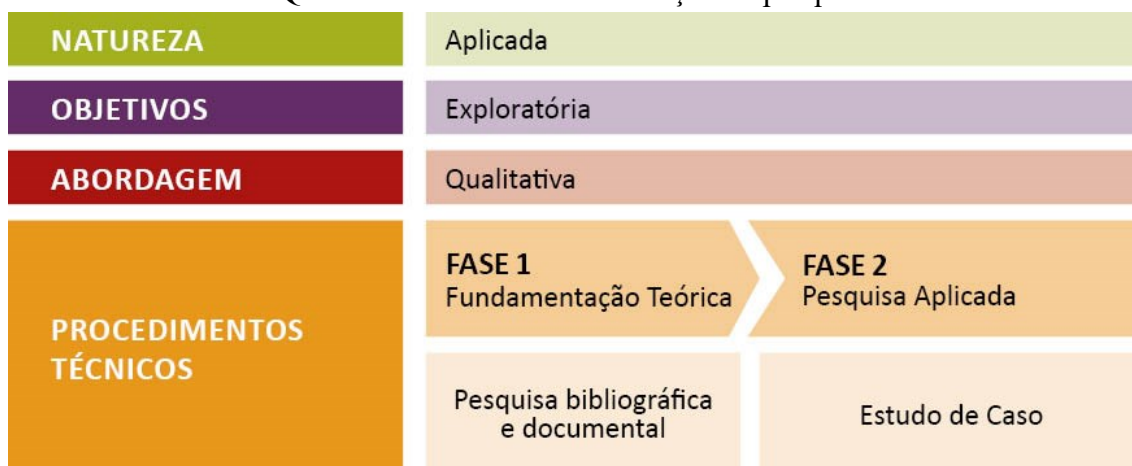 NATUREZA
Aplicada
OBJETIVOS
Exploratória
ABORDAGEM
Qualitativa
PROCEDIMENTOS
TÉCNICOS
FASE 1
Fundamentação Teórica
FASE 2
Pesquisa Aplicada
Pesquisa bibliográfica
e documental
Estudo de Caso